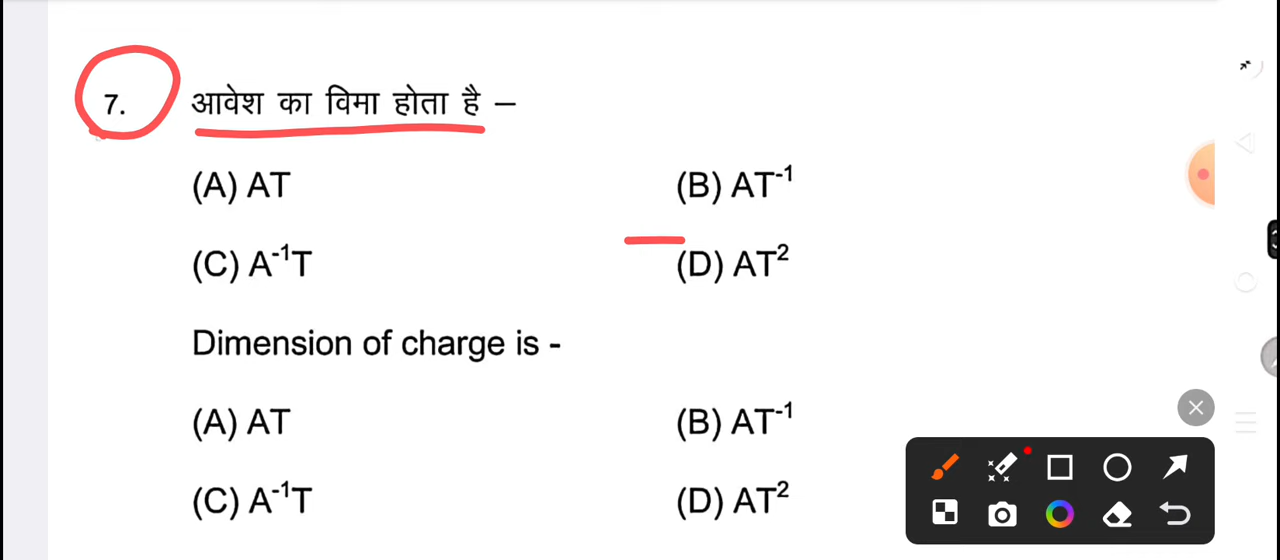 7. आवेश का विमा होता है –
(A) AT (B) AT⁻¹
(C) A⁻¹T (D) AT²
Dimension of charge is -
(A) AT (B) AT⁻¹
(C) A⁻¹T (D) AT²